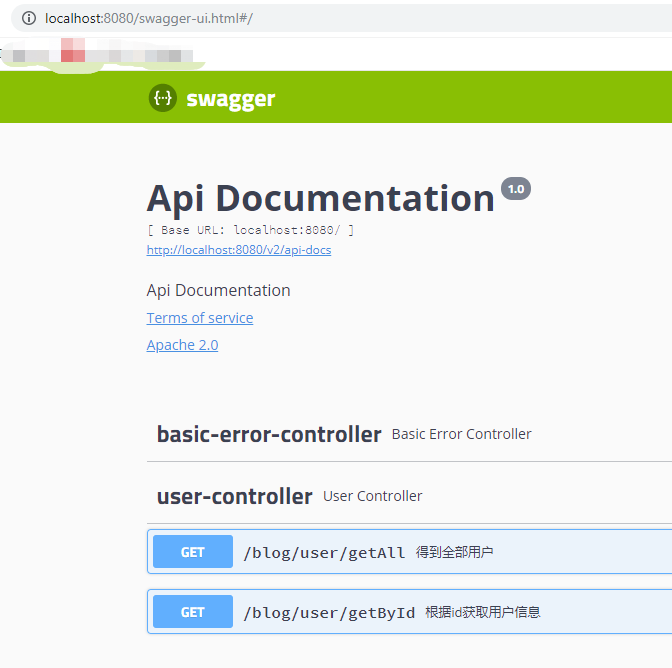 localhost:8080/swagger-ui.html#/
{··} swagger
Api Documentation 1.0
[ Base URL: localhost:8080/ ]
http://localhost:8080/v2/api-docs
Api Documentation
Terms of service
Apache 2.0
basic-error-controller Basic Error Controller
user-controller User Controller
GET /blog/user/getAll 得到全部用户
GET /blog/user/getById 根据id获取用户信息